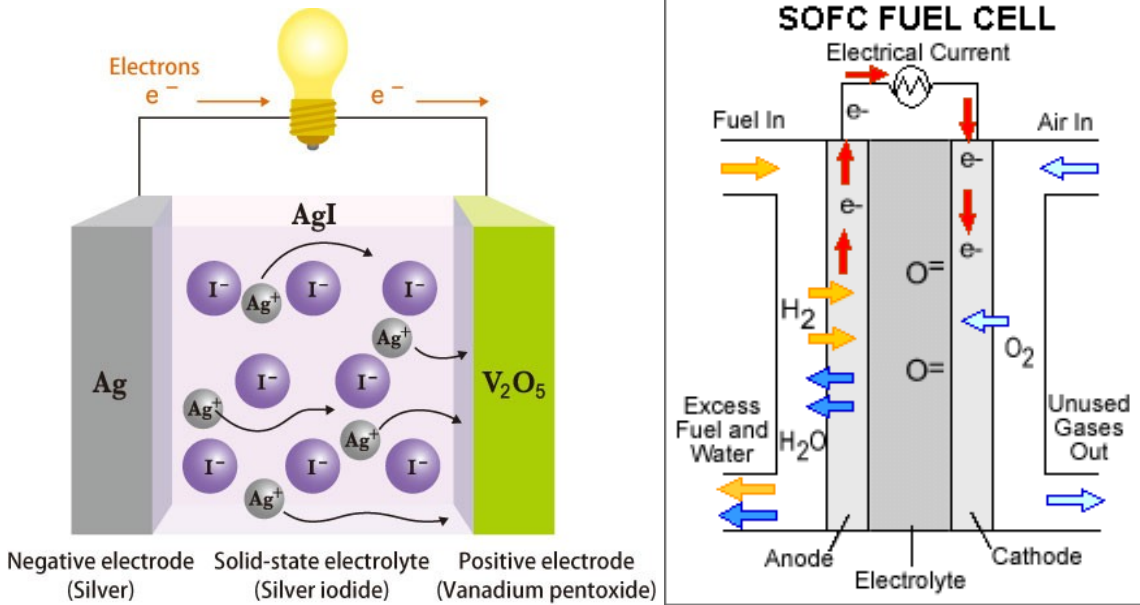 Electrons
e⁻
e⁻
AgI
I⁻
Ag⁺
I⁻
I⁻
Ag⁺
Ag
I⁻
I⁻
V₂O₅
Ag⁺
Ag⁺
I⁻
I⁻
I⁻
Ag⁺
Negative electrode
(Silver)
Solid-state electrolyte
(Silver iodide)
Positive electrode
(Vanadium pentoxide)
SOFC FUEL CELL
Electrical Current
e-
Fuel In
Air In
e-
e-
e-
O=
H₂
O₂
O=
Excess
Fuel and
Water
H₂O
Unused
Gases
Out
Anode
Cathode
Electrolyte